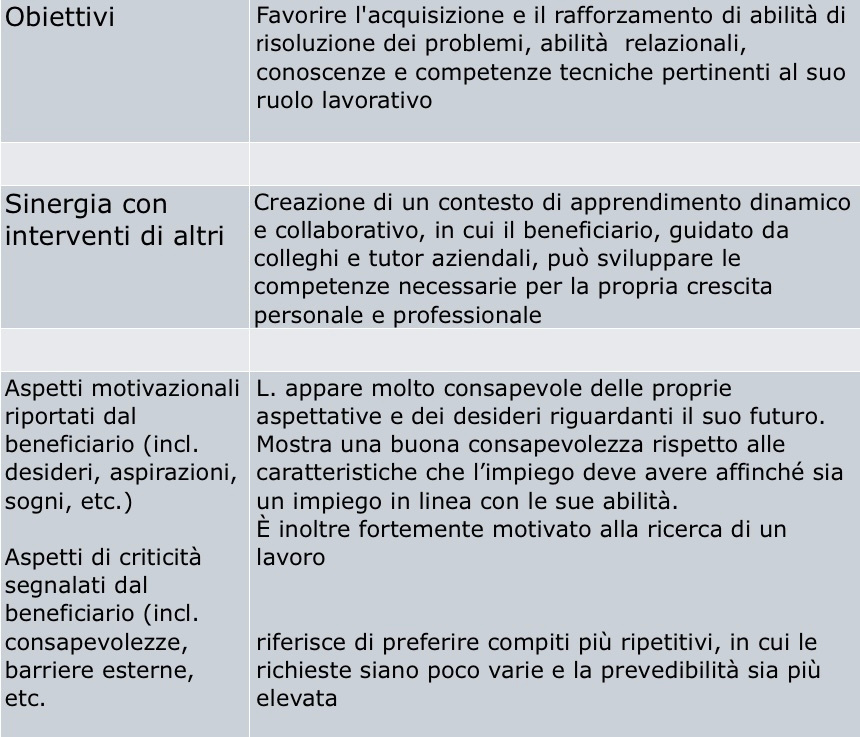 Obiettivi
Favorire l'acquisizione e il rafforzamento di abilità di
risoluzione dei problemi, abilità  relazionali,
conoscenze e competenze tecniche pertinenti al suo
ruolo lavorativo
Sinergia con
interventi di altri
Creazione di un contesto di apprendimento dinamico
e collaborativo, in cui il beneficiario, guidato da
colleghi e tutor aziendali, può sviluppare le
competenze necessarie per la propria crescita
personale e professionale
Aspetti motivazionali
riportati dal
beneficiario (incl.
desideri, aspirazioni,
sogni, etc.)
L. appare molto consapevole delle proprie
aspettative e dei desideri riguardanti il suo futuro.
Mostra una buona consapevolezza rispetto alle
caratteristiche che l’impiego deve avere affinché sia
un impiego in linea con le sue abilità.
È inoltre fortemente motivato alla ricerca di un
lavoro
Aspetti di criticità
segnalati dal
beneficiario (incl.
consapevolezze,
barriere esterne,
etc.
riferisce di preferire compiti più ripetitivi, in cui le
richieste siano poco varie e la prevedibilità sia più
elevata